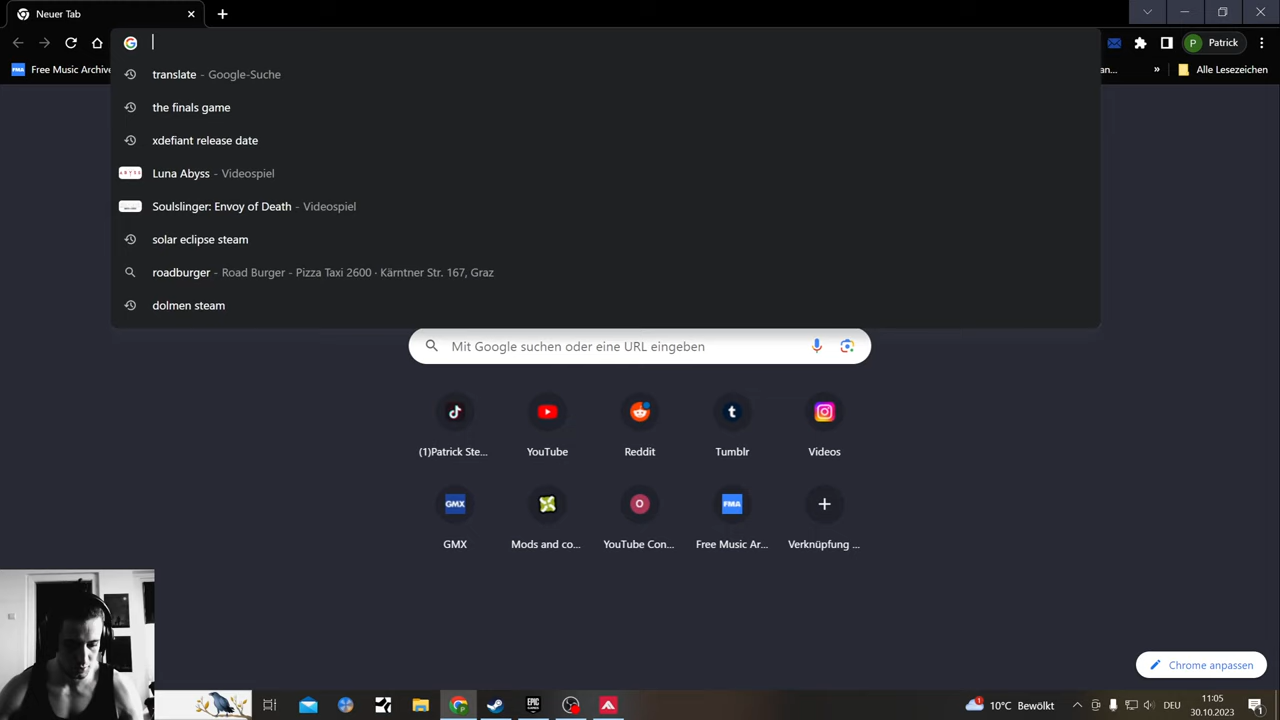 Neuer Tab
Patrick
Free Music Archive
an...
»
Alle Lesezeichen
translate - Google-Suche
the finals game
xdefiant release date
Luna Abyss - Videospiel
Soulslinger: Envoy of Death - Videospiel
solar eclipse steam
roadburger - Road Burger - Pizza Taxi 2600 · Kärntner Str. 167, Graz
dolmen steam
Mit Google suchen oder eine URL eingeben
(1)Patrick Ste...
YouTube
Reddit
Tumblr
Videos
GMX
Mods and co...
YouTube Con...
Free Music Ar...
Verknüpfung ...
Chrome anpassen
10°C Bewölkt
DEU
11:05
30.10.2023